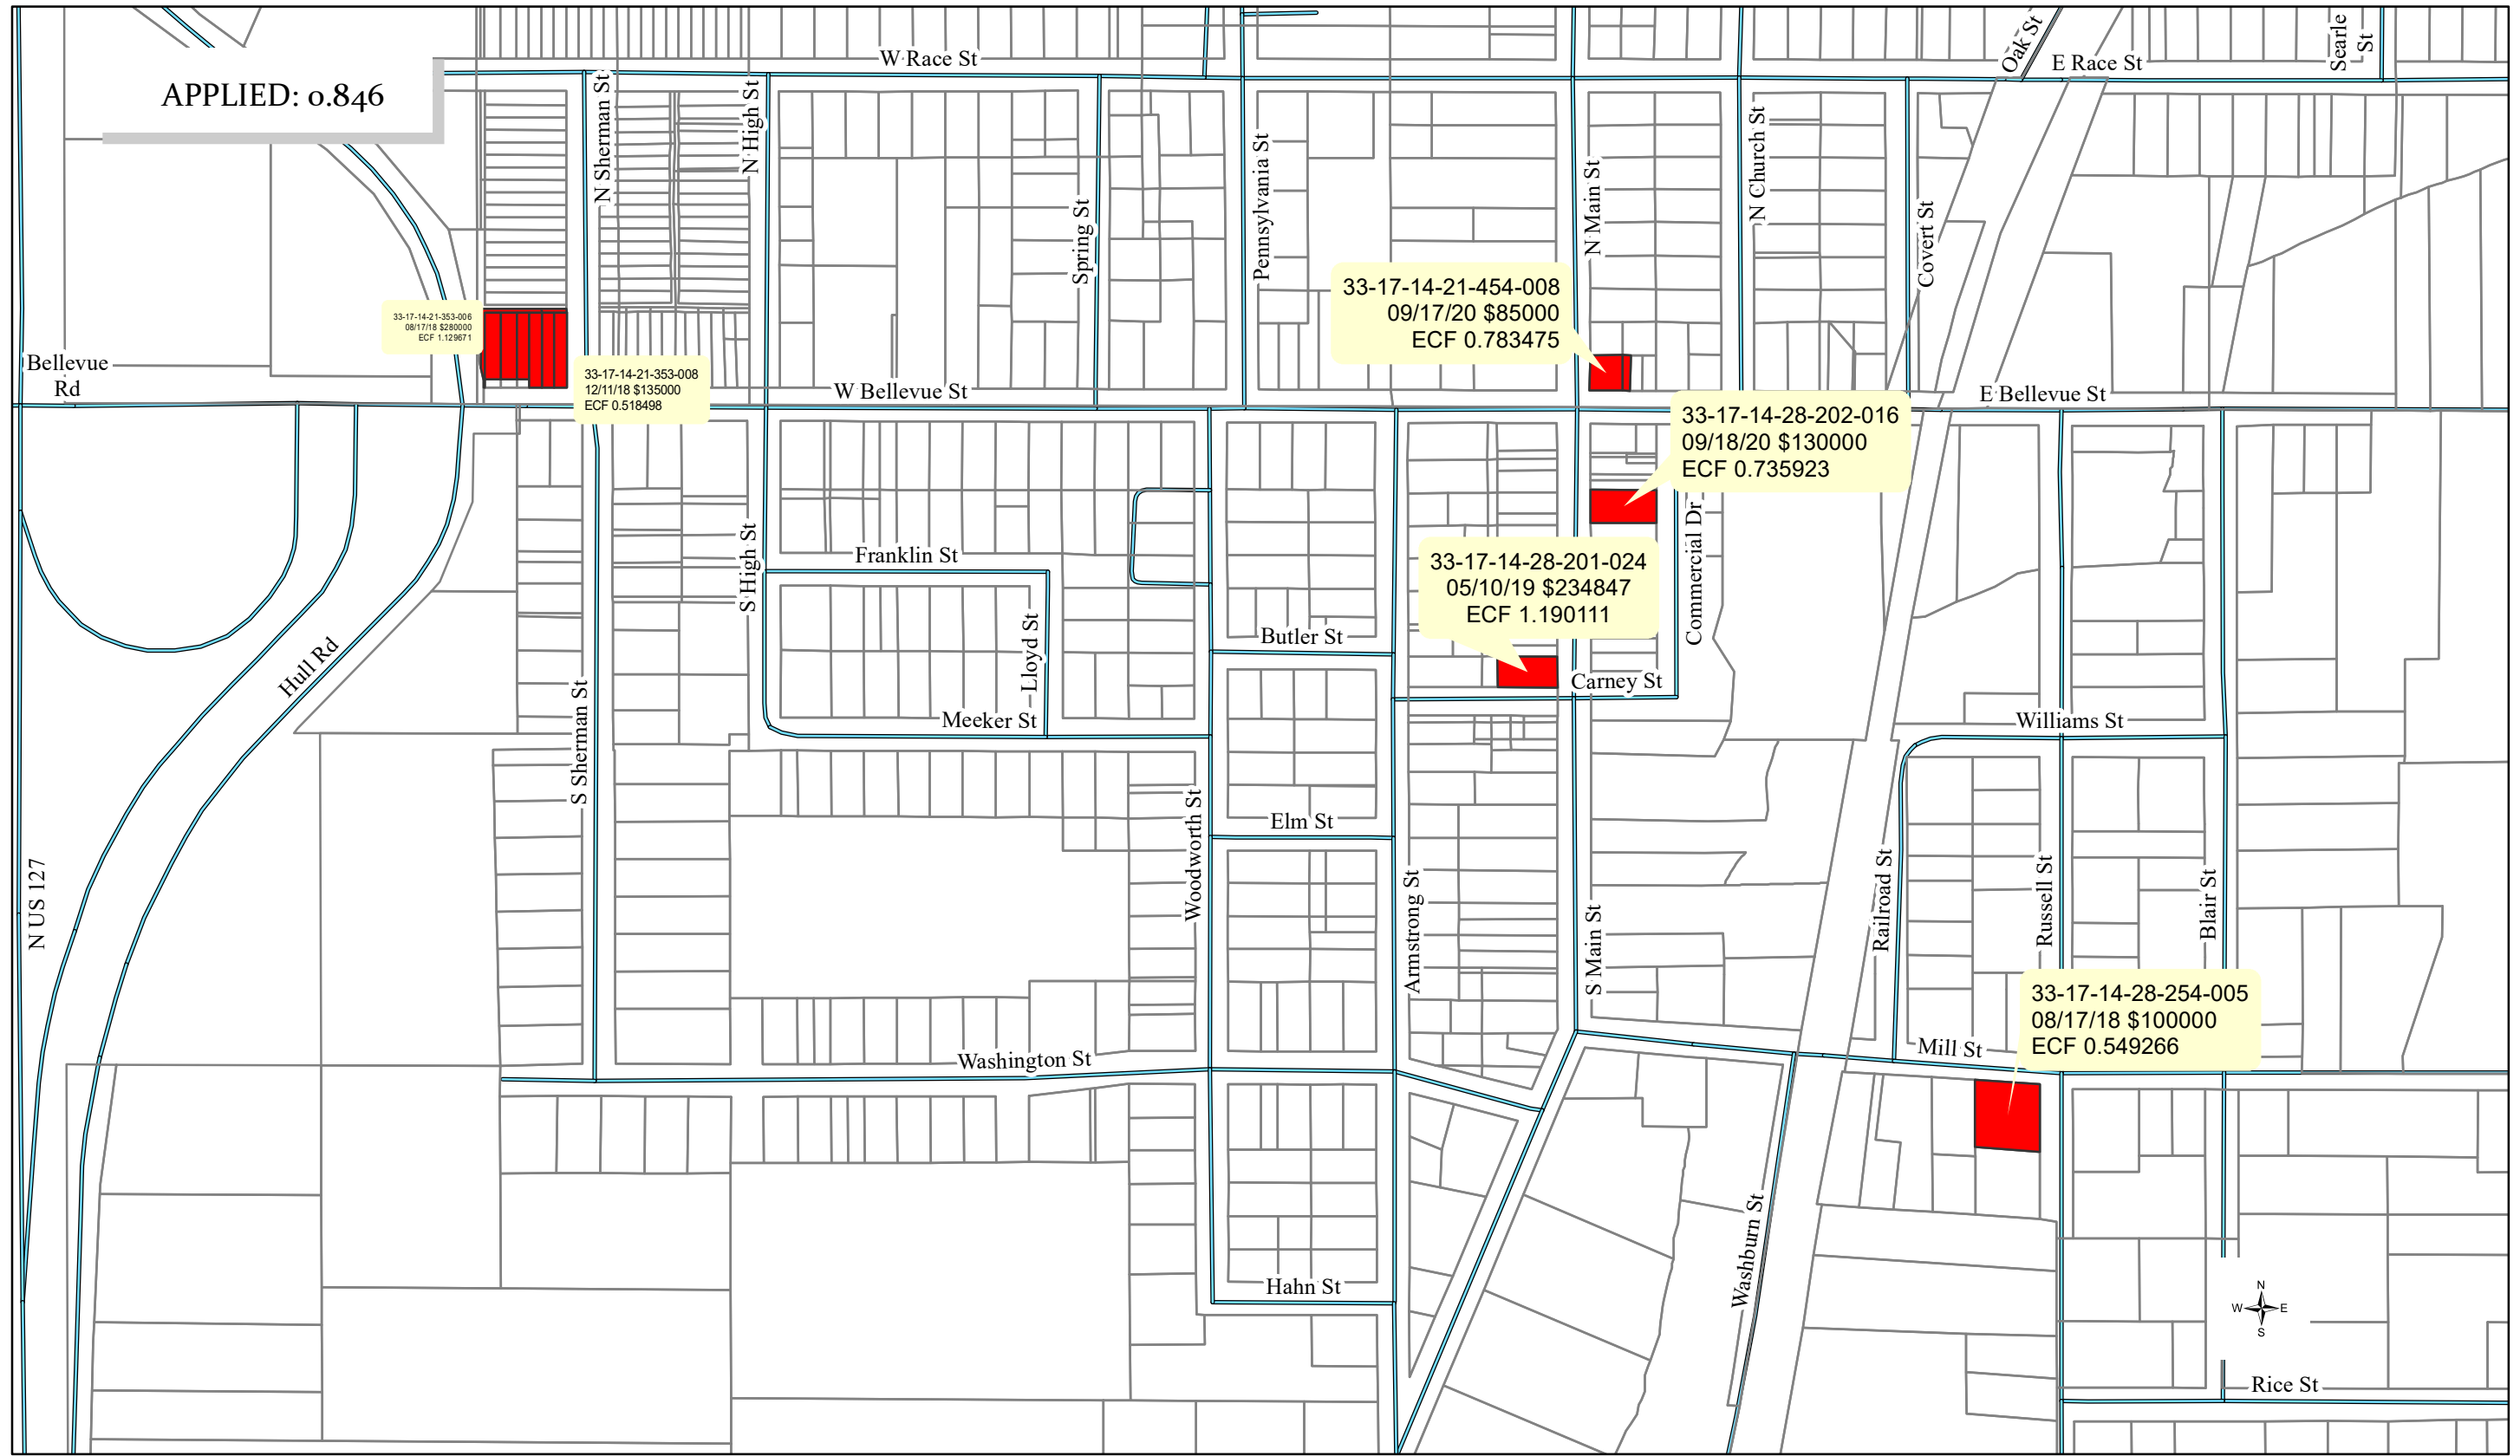 APPLIED: 0.846
W Race St
E Race St
Oak St
Searle
St
N Sherman St
N High St
Spring St
Pennsylvania St
N Main St
N Church St
Covert St
33-17-14-21-454-008
09/17/20 $85000
ECF 0.783475
33-17-14-21-353-006
08/17/18 $280000
ECF 1.129671
Bellevue
Rd
33-17-14-21-353-008
12/11/18 $135000
ECF 0.518498
W Bellevue St
E Bellevue St
33-17-14-28-202-016
09/18/20 $130000
ECF 0.735923
33-17-14-28-201-024
05/10/19 $234847
ECF 1.190111
Franklin St
S High St
Lloyd St
Butler St
Commercial Dr
Hull Rd
Carney St
Meeker St
Williams St
S Sherman St
Woodworth St
Elm St
N US 127
Armstrong St
S Main St
Railroad St
Russell St
Blair St
33-17-14-28-254-005
08/17/18 $100000
ECF 0.549266
Washington St
Mill St
Washburn St
Hahn St
N
W E
S
Rice St